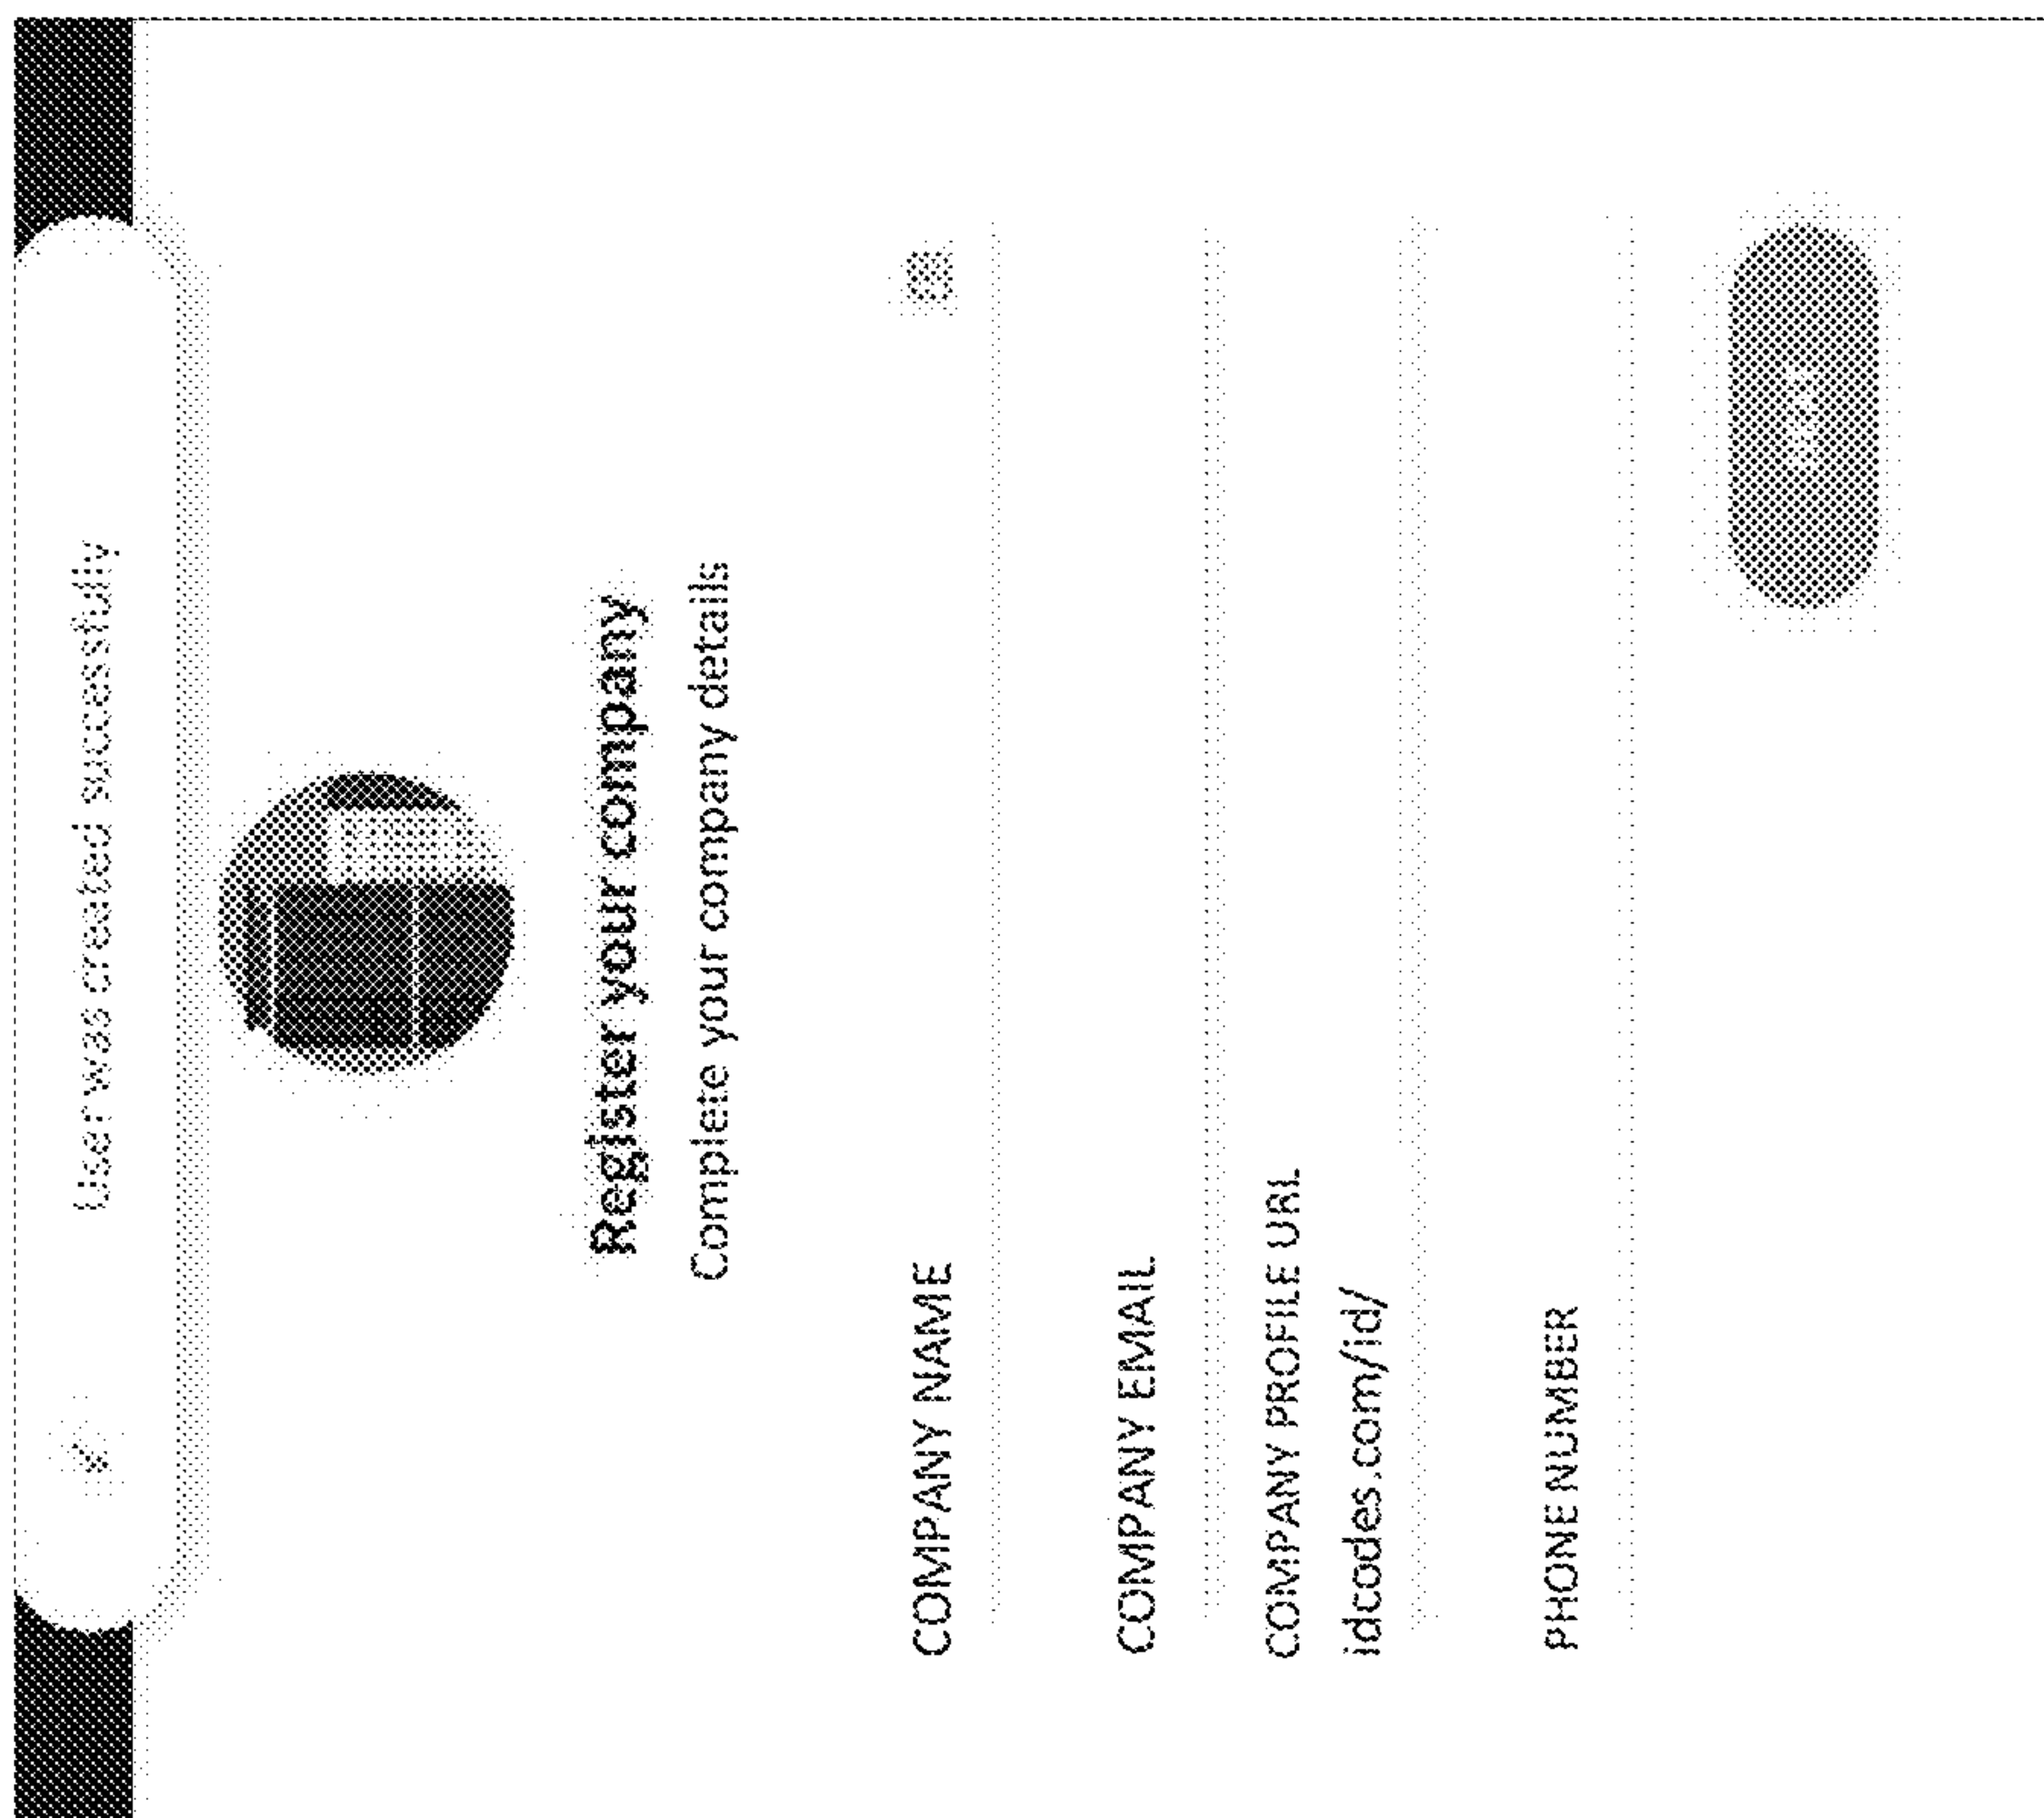 User was created successfully
Register your company
Complete your company details
COMPANY NAME
COMPANY EMAIL
COMPANY PROFILE URL
idcodes.com/id/
PHONE NUMBER